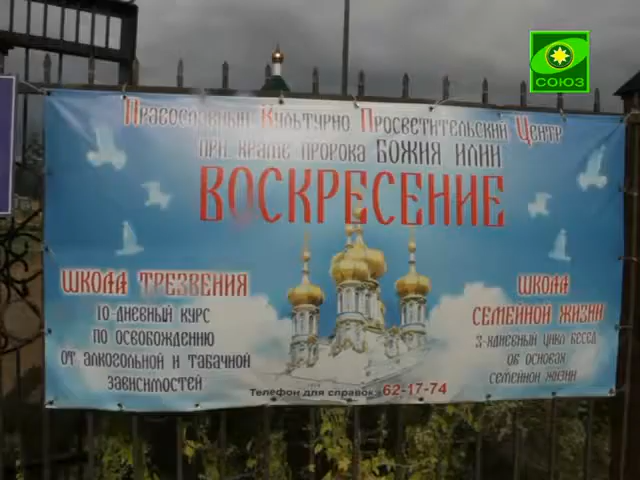 СОЮЗ
Православный Культурно Просветительский Центр
при храме пророка Божия Илии
ВОСКРЕСЕНИЕ
ШКОЛА ТРЕЗВЕНИЯ
10-дневный курс
по освобождению
от алкогольной и табачной
зависимостей
ШКОЛА
СЕМЕЙНОЙ ЖИЗНИ
3-хдневный цикл бесед
об основах
семейной жизни
Телефон для справок: 62-17-74